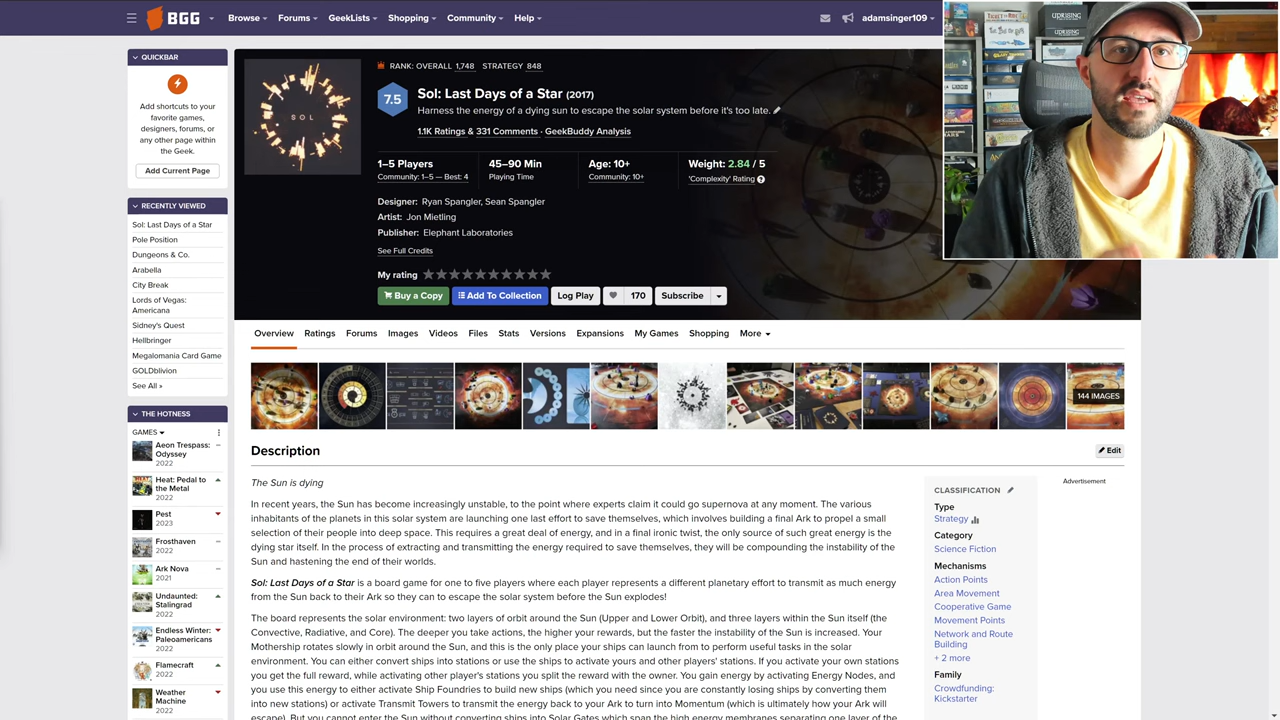 BGG
Browse
Forums
GeekLists
Shopping
Community
Help
adamsinger109
QUICKBAR
Add shortcuts to your
favorite games,
designers, forums, or
any other page within
the Geek.
Add Current Page
RECENTLY VIEWED
Sol: Last Days of a Star
Pole Position
Dungeons & Co.
Arabella
City Break
Lords of Vegas:
Americana
Sidney's Quest
Hellbringer
Megalomania Card Game
GOLDblivion
See All »
THE HOTNESS
GAMES
Aeon Trespass:
Odyssey
2022
Heat: Pedal to
the Metal
2022
Pest
2023
Frosthaven
2022
Ark Nova
2021
Undaunted:
Stalingrad
2022
Endless Winter:
Paleoamericans
2022
Flamecraft
2022
Weather
Machine
2022
SOL
RANK: OVERALL 1,748 STRATEGY 848
7.5
Sol: Last Days of a Star (2017)
Harness the energy of a dying sun to escape the solar system before it's too late.
1.1K Ratings & 331 Comments · GeekBuddy Analysis
1–5 Players
Community: 1–5 — Best: 4
45–90 Min
Playing Time
Age: 10+
Community: 10+
Weight: 2.84 / 5
'Complexity' Rating
Designer: Ryan Spangler, Sean Spangler
Artist: Jon Mietling
Publisher: Elephant Laboratories
See Full Credits
My rating
Buy a Copy
Add To Collection
Log Play
170
Subscribe
Overview
Ratings
Forums
Images
Videos
Files
Stats
Versions
Expansions
My Games
Shopping
More
144 IMAGES
Description
Edit
The Sun is dying
In recent years, the Sun has become increasingly unstable, to the point where experts claim it could go supernova at any moment. The various
inhabitants of the planets in this solar system are launching one last effort to save themselves, which involves building a final Ark to propel a small
selection of their people into deep space. This requires a great deal of energy, and in a final ironic twist, the only source of such great energy is the
dying star itself. In the process of extracting and transmitting the energy required to save themselves, they will be compounding the instability of the
Sun and hastening the end of their worlds.
Sol: Last Days of a Star is a board game for one to five players where each player represents a different planetary effort to transmit as much energy
from the Sun back to their Ark so they can to escape the solar system before the Sun explodes!
The board represents the solar environment: two layers of orbit around the Sun (Upper and Lower Orbit), and three layers within the Sun itself (the
Convective, Radiative, and Core). The deeper you take actions, the higher your rewards, but the faster the instability of the Sun is increased. Your
Mothership rotates slowly in orbit around the Sun, and this is the only place your ships can launch from to perform useful tasks in the solar
environment. You can either convert ships into stations or use the ships to activate yours and other players' stations. If you activate your own stations
you get the full reward, while activating other player's stations you split the reward with the owner. You gain energy by activating Energy Nodes, and
you use this energy to either activate Ship Foundries to build new ships (which you need since you are constantly losing ships by converting them
into new stations) or activate Transmit Towers to transmit the energy back to your Ark to turn into Momentum (which is ultimately how your Ark will
escape). But you cannot enter the Sun without converting ships into Solar Gates which span the high energy membranes separating one layer of the
CLASSIFICATION
Type
Strategy
Category
Science Fiction
Mechanisms
Action Points
Area Movement
Cooperative Game
Movement Points
Network and Route
Building
+ 2 more
Family
Crowdfunding:
Kickstarter
Advertisement
UPRISING